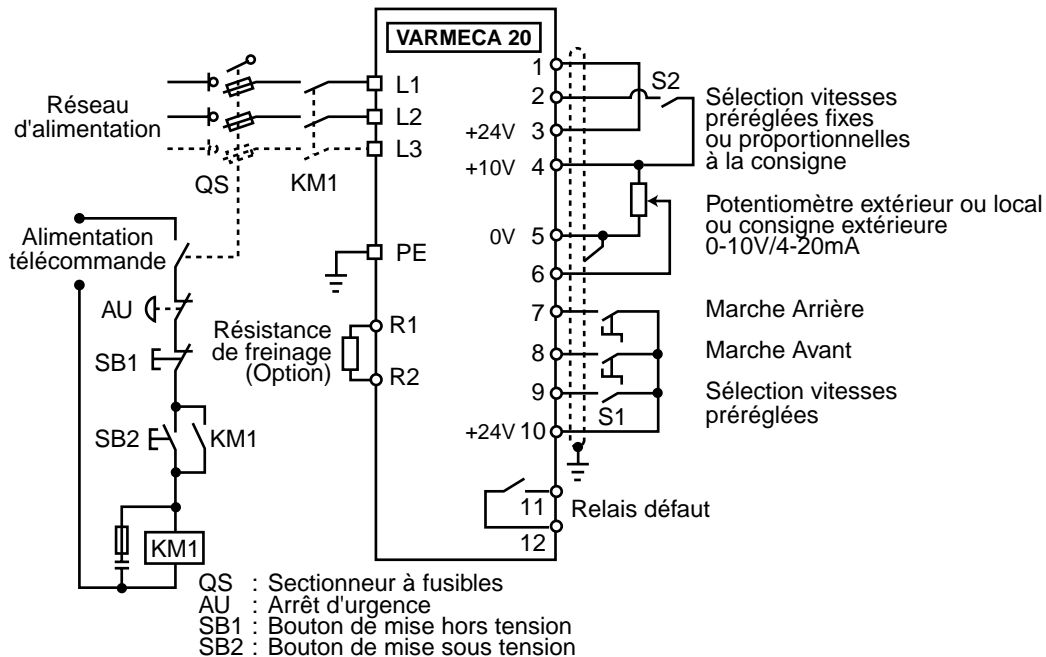 VARMECA 20
Réseau
d'alimentation
QS
KM1
L1
L2
L3
PE
R1
R2
Résistance
de freinage
(Option)
Alimentation
télécommande
AU
SB1
SB2
KM1
KM1
1
2
+24V 3
+10V 4
0V 5
6
7
8
9
+24V 10
11
12
S2
S1
Sélection vitesses
préréglées fixes
ou proportionnelles
à la consigne
Potentiomètre extérieur ou local
ou consigne extérieure
0-10V/4-20mA
Marche Arrière
Marche Avant
Sélection vitesses
préréglées
Relais défaut
QS : Sectionneur à fusibles
AU : Arrêt d'urgence
SB1 : Bouton de mise hors tension
SB2 : Bouton de mise sous tension